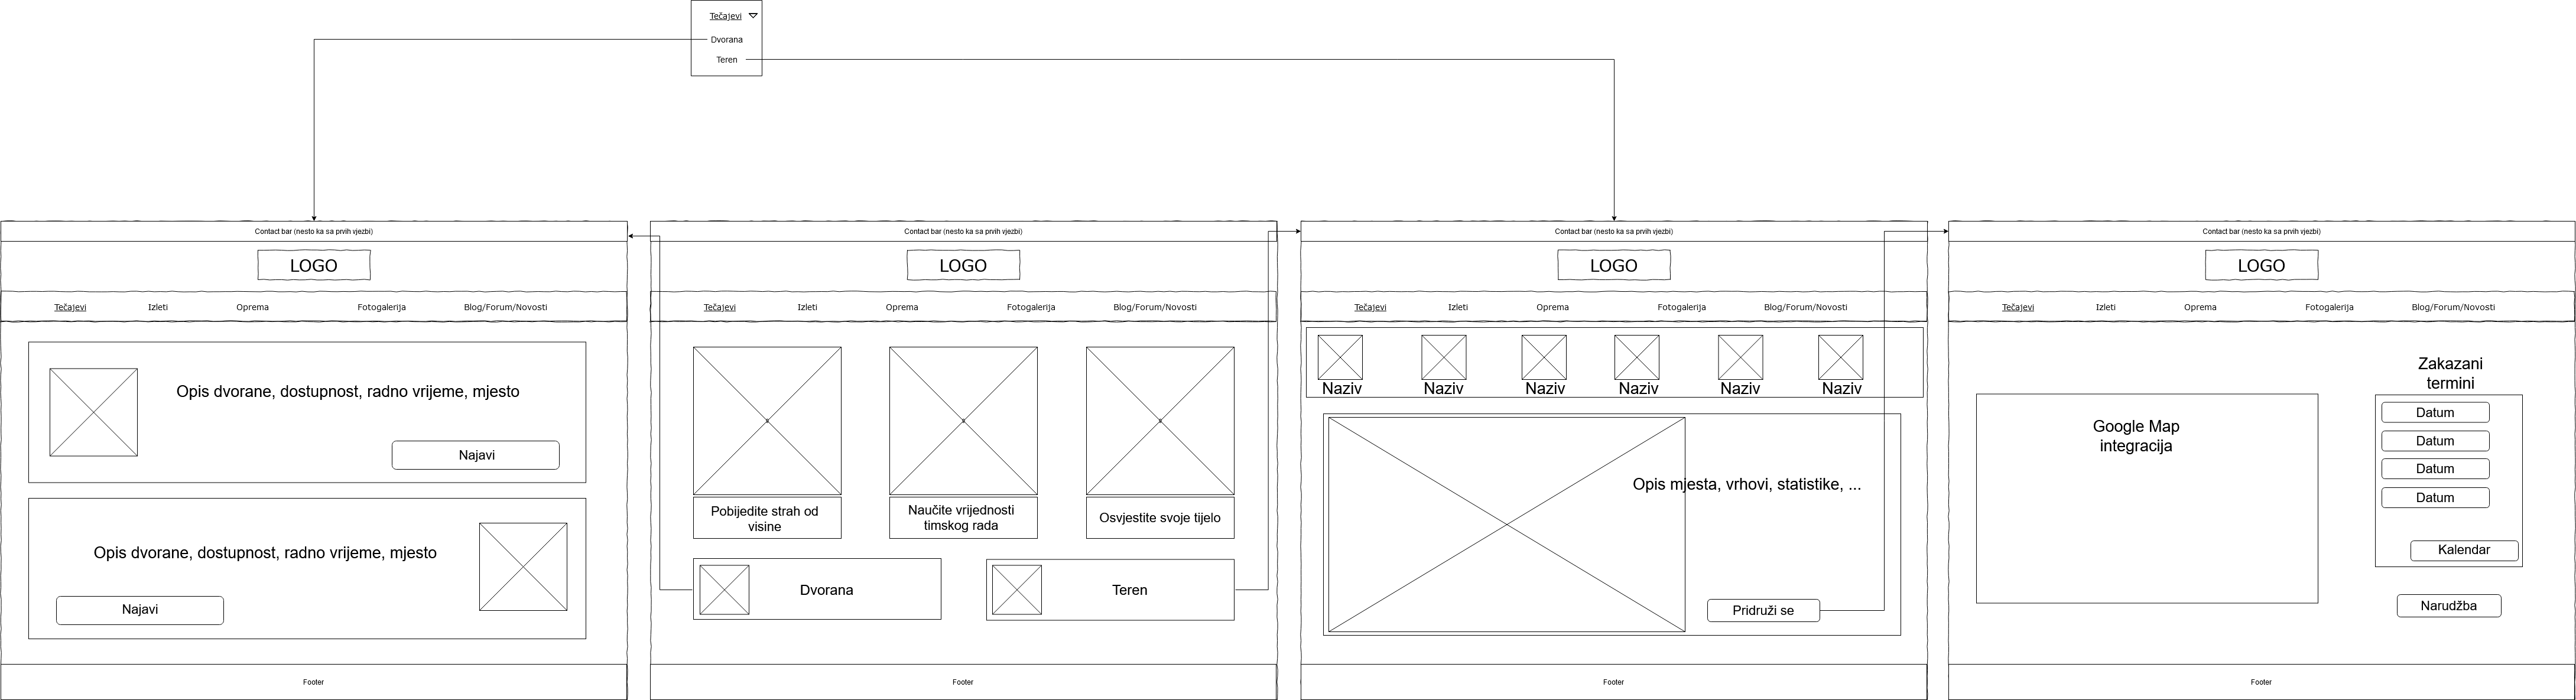 Tečajevi
Dvorana
Teren
Contact bar (nesto ka sa prvih vjezbi)
LOGO
Tečajevi Izleti Oprema Fotogalerija Blog/Forum/Novosti
Opis dvorane, dostupnost, radno vrijeme, mjesto
Najavi
Opis dvorane, dostupnost, radno vrijeme, mjesto
Najavi
Footer
Contact bar (nesto ka sa prvih vjezbi)
LOGO
Tečajevi Izleti Oprema Fotogalerija Blog/Forum/Novosti
Pobijedite strah od
visine
Naučite vrijednosti
timskog rada
Osvjestite svoje tijelo
Dvorana
Teren
Footer
Contact bar (nesto ka sa prvih vjezbi)
LOGO
Tečajevi Izleti Oprema Fotogalerija Blog/Forum/Novosti
Naziv Naziv Naziv Naziv Naziv Naziv
Opis mjesta, vrhovi, statistike, ...
Pridruži se
Footer
Contact bar (nesto ka sa prvih vjezbi)
LOGO
Tečajevi Izleti Oprema Fotogalerija Blog/Forum/Novosti
Google Map
integracija
Zakazani
termini
Datum
Datum
Datum
Datum
Kalendar
Narudžba
Footer